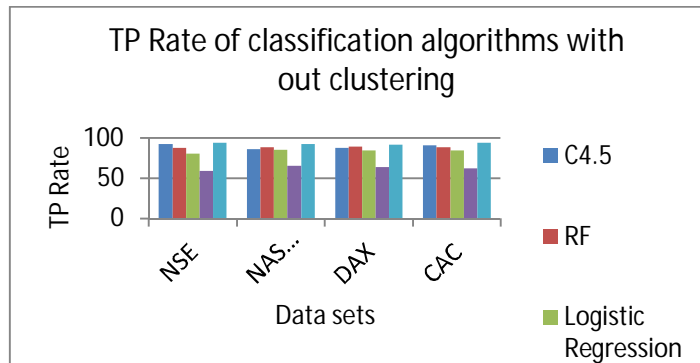 TP Rate of classification algorithms with
out clustering
TP Rate
100
50
0
NSE
NAS...
DAX
CAC
Data sets
C4.5
RF
Logistic
Regression